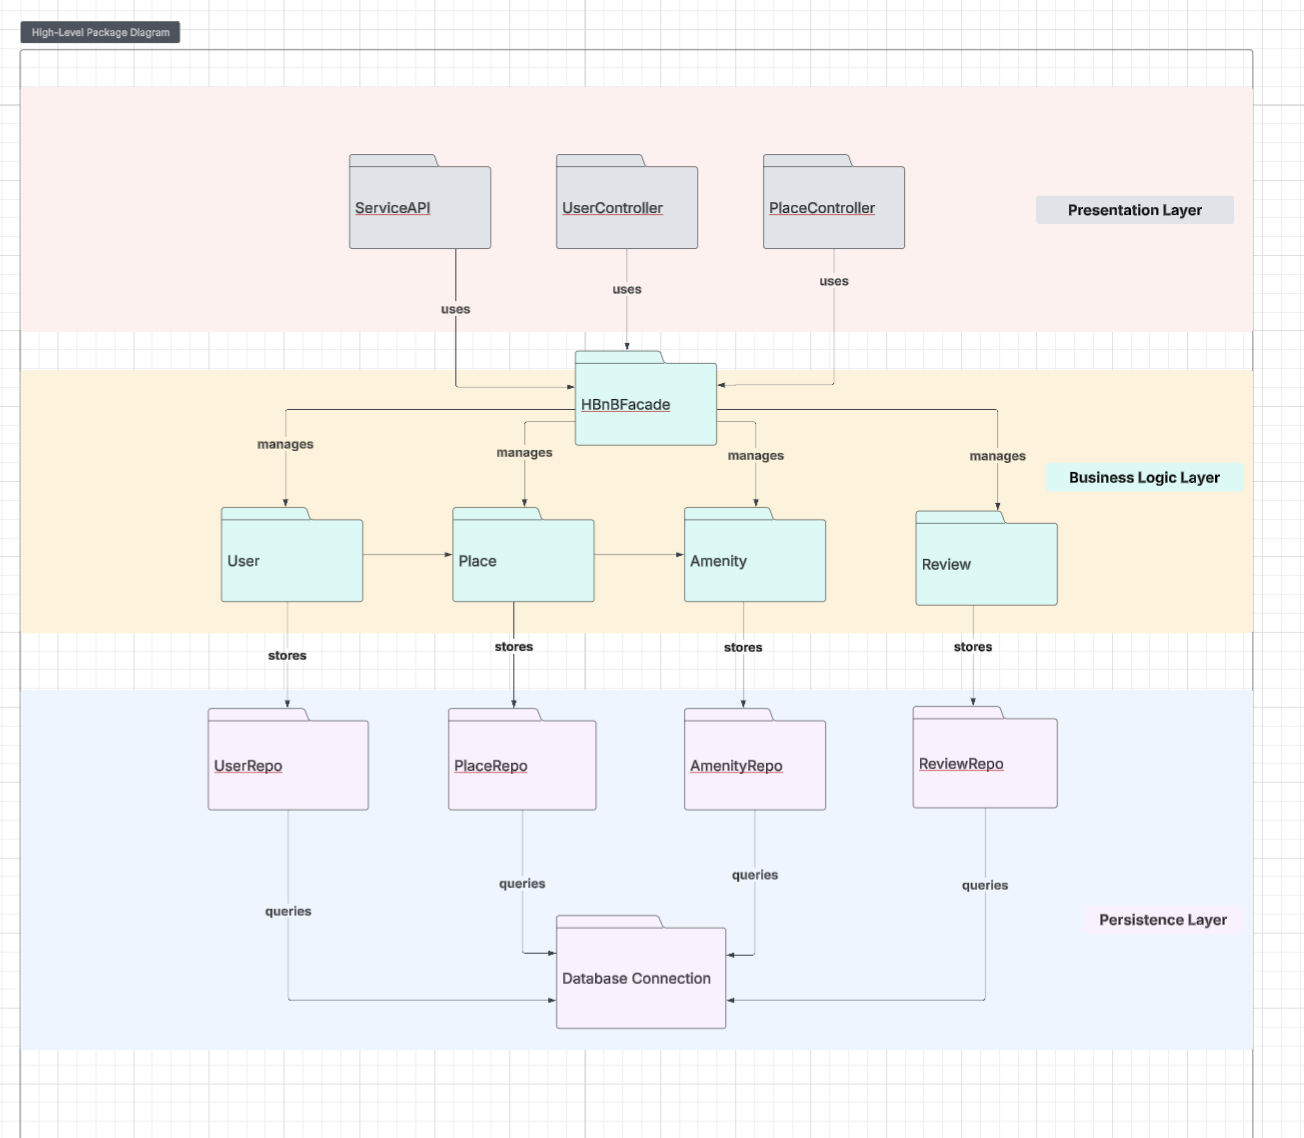 High-Level Package Diagram
ServiceAPI
UserController
PlaceController
Presentation Layer
uses
uses
uses
HBnBFacade
manages
manages
manages
manages
Business Logic Layer
User
Place
Amenity
Review
stores
stores
stores
stores
UserRepo
PlaceRepo
AmenityRepo
ReviewRepo
queries
queries
queries
queries
Persistence Layer
Database Connection